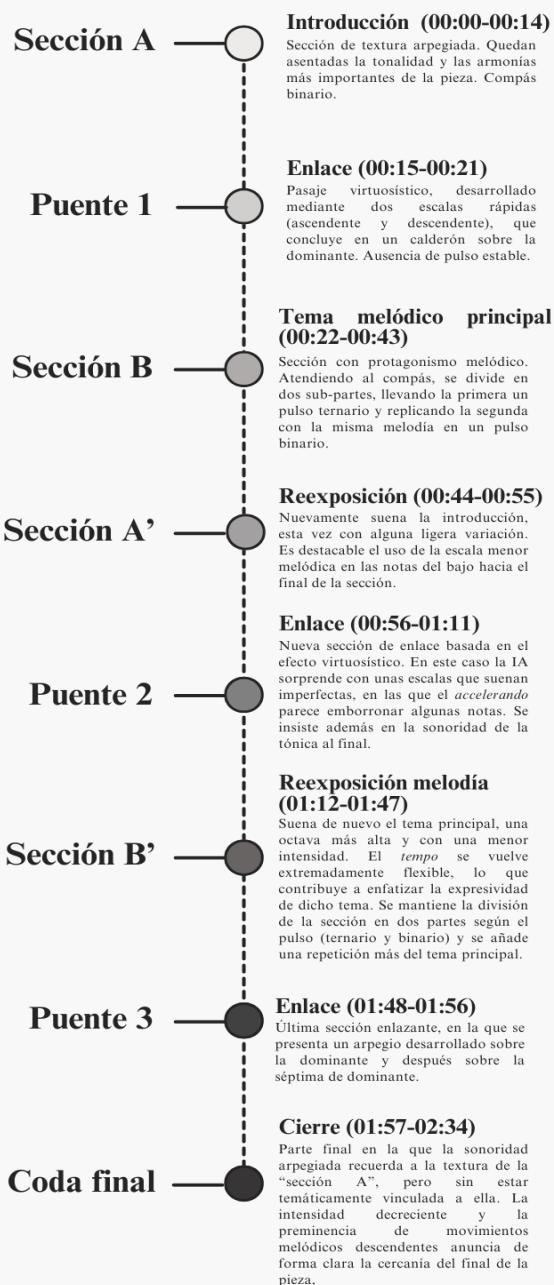 Sección A
Introducción (00:00-00:14)
Sección de textura arpegiada. Quedan
asentadas la tonalidad y las armonías
más importantes de la pieza. Compás
binario.
Puente 1
Enlace (00:15-00:21)
Pasaje virtuosístico, desarrollado
mediante dos escalas rápidas
(ascendente y descendente), que
concluye en un calderón sobre la
dominante. Ausencia de pulso estable.
Sección B
Tema melódico principal
(00:22-00:43)
Sección con protagonismo melódico.
Atendiendo al compás, se divide en
dos sub-partes, llevando la primera un
pulso ternario y replicando la segunda
con la misma melodía en un pulso
binario.
Sección A’
Reexposición (00:44-00:55)
Nuevamente suena la introducción,
esta vez con alguna ligera variación.
Es destacable el uso de la escala menor
melódica en las notas del bajo hacia el
final de la sección.
Puente 2
Enlace (00:56-01:11)
Nueva sección de enlace basada en el
efecto virtuosístico. En este caso la IA
sorprende con unas escalas que suenan
imperfectas, en las que el accelerando
parece emborronar algunas notas. Se
insiste además en la sonoridad de la
tónica al final.
Sección B’
Reexposición melodía
(01:12-01:47)
Suena de nuevo el tema principal, una
octava más alta y con una menor
intensidad. El tempo se vuelve
extremadamente flexible, lo que
contribuye a enfatizar la expresividad
de dicho tema. Se mantiene la división
de la sección en dos partes según el
pulso (ternario y binario) y se añade
una repetición más del tema principal.
Puente 3
Enlace (01:48-01:56)
Última sección enlazante, en la que se
presenta un arpegio desarrollado sobre
la dominante y después sobre la
séptima de dominante.
Coda final
Cierre (01:57-02:34)
Parte final en la que la sonoridad
arpegiada recuerda a la textura de la
“sección A”, pero sin estar
temáticamente vinculada a ella. La
intensidad decreciente y la
preminencia de movimientos
melódicos descendentes anuncia de
forma clara la cercanía del final de la
pieza,